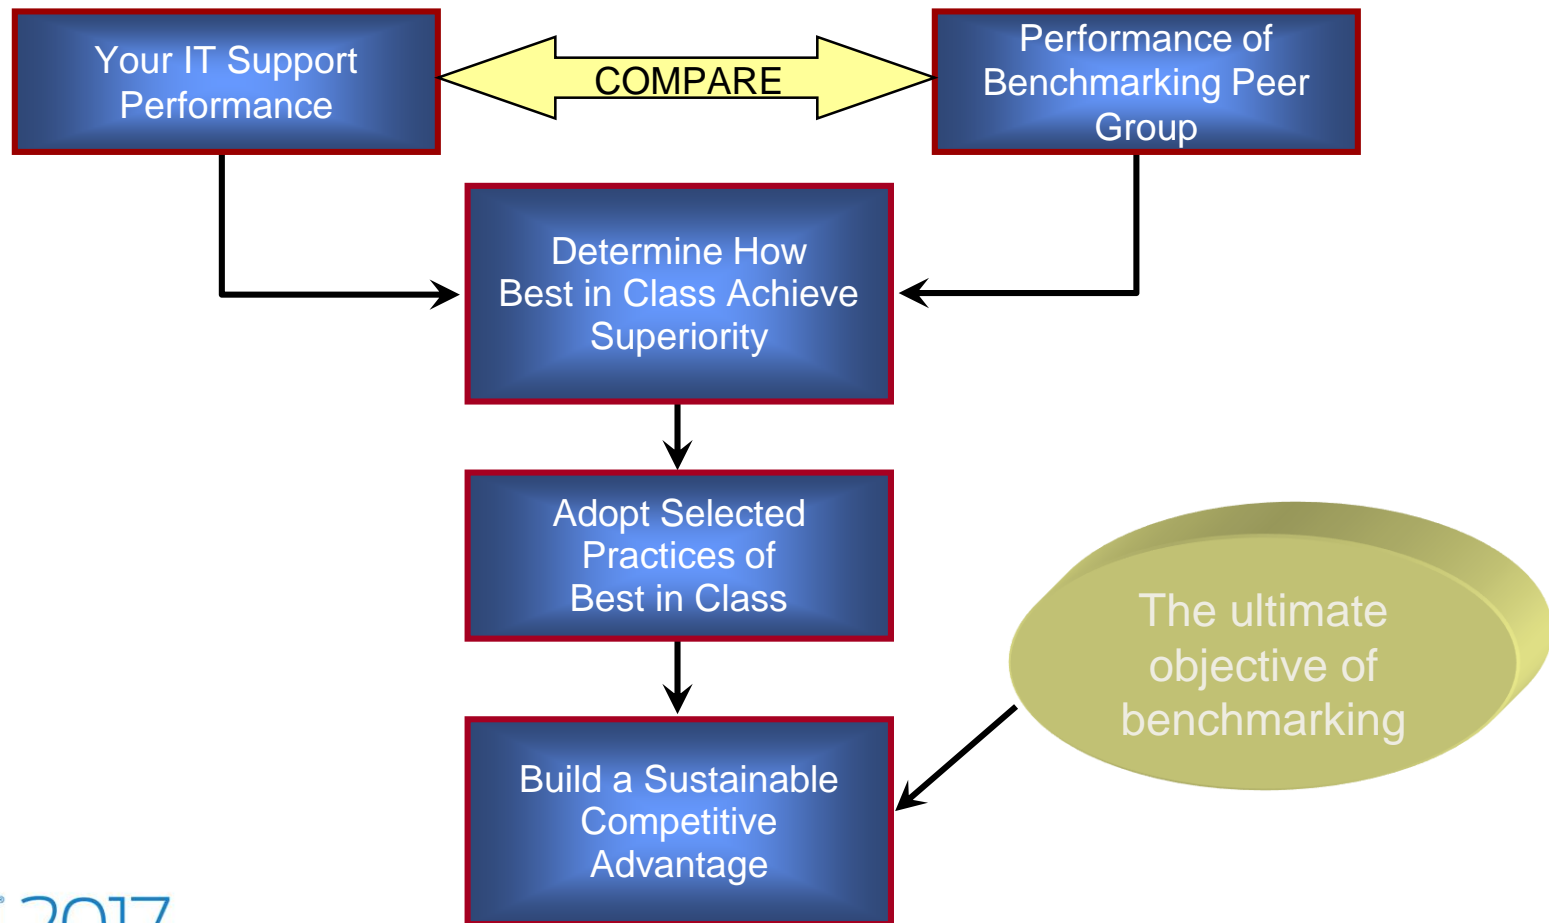 Your IT Support
Performance
COMPARE
Performance of
Benchmarking Peer
Group
Determine How
Best in Class Achieve
Superiority
Adopt Selected
Practices of
Best in Class
The ultimate
objective of
benchmarking
Build a Sustainable
Competitive
Advantage
2017